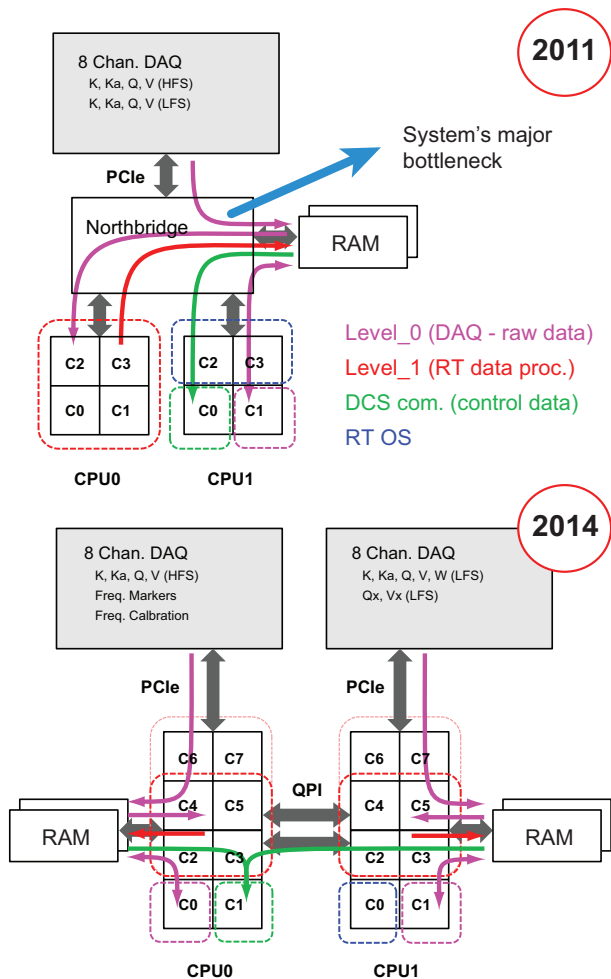 2011
8 Chan. DAQ
K, Ka, Q, V (HFS)
K, Ka, Q, V (LFS)
System's major
bottleneck
PCIe
Northbridge
RAM
Level_0 (DAQ - raw data)
Level_1 (RT data proc.)
DCS com. (control data)
RT OS
C2 C3 C2 C3
C0 C1 C0 C1
CPU0 CPU1
2014
8 Chan. DAQ
K, Ka, Q, V (HFS)
Freq. Markers
Freq. Calbration
8 Chan. DAQ
K, Ka, Q, V, W (LFS)
Qx, Vx (LFS)
PCIe PCIe
C6 C7 C6 C7
QPI
C4 C5 C4 C5
RAM RAM
C2 C3 C2 C3
C0 C1 C0 C1
CPU0 CPU1